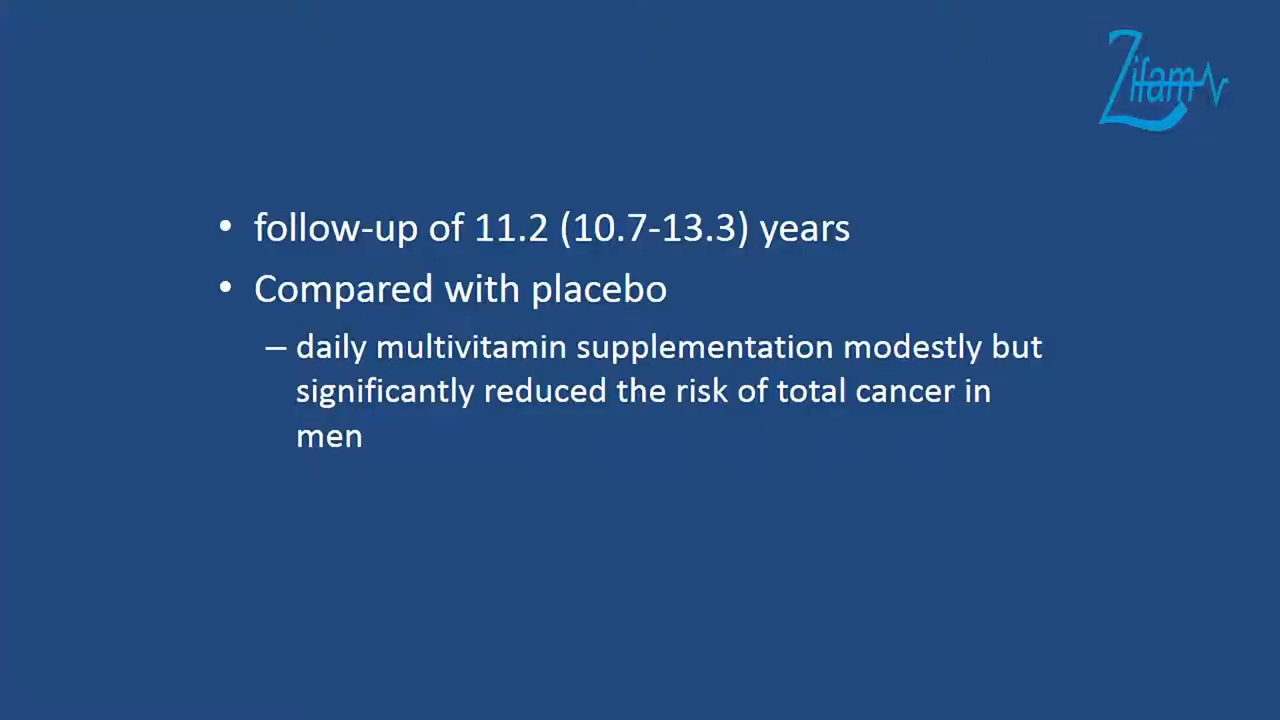 Zifam
• follow-up of 11.2 (10.7-13.3) years
• Compared with placebo
– daily multivitamin supplementation modestly but
significantly reduced the risk of total cancer in
men